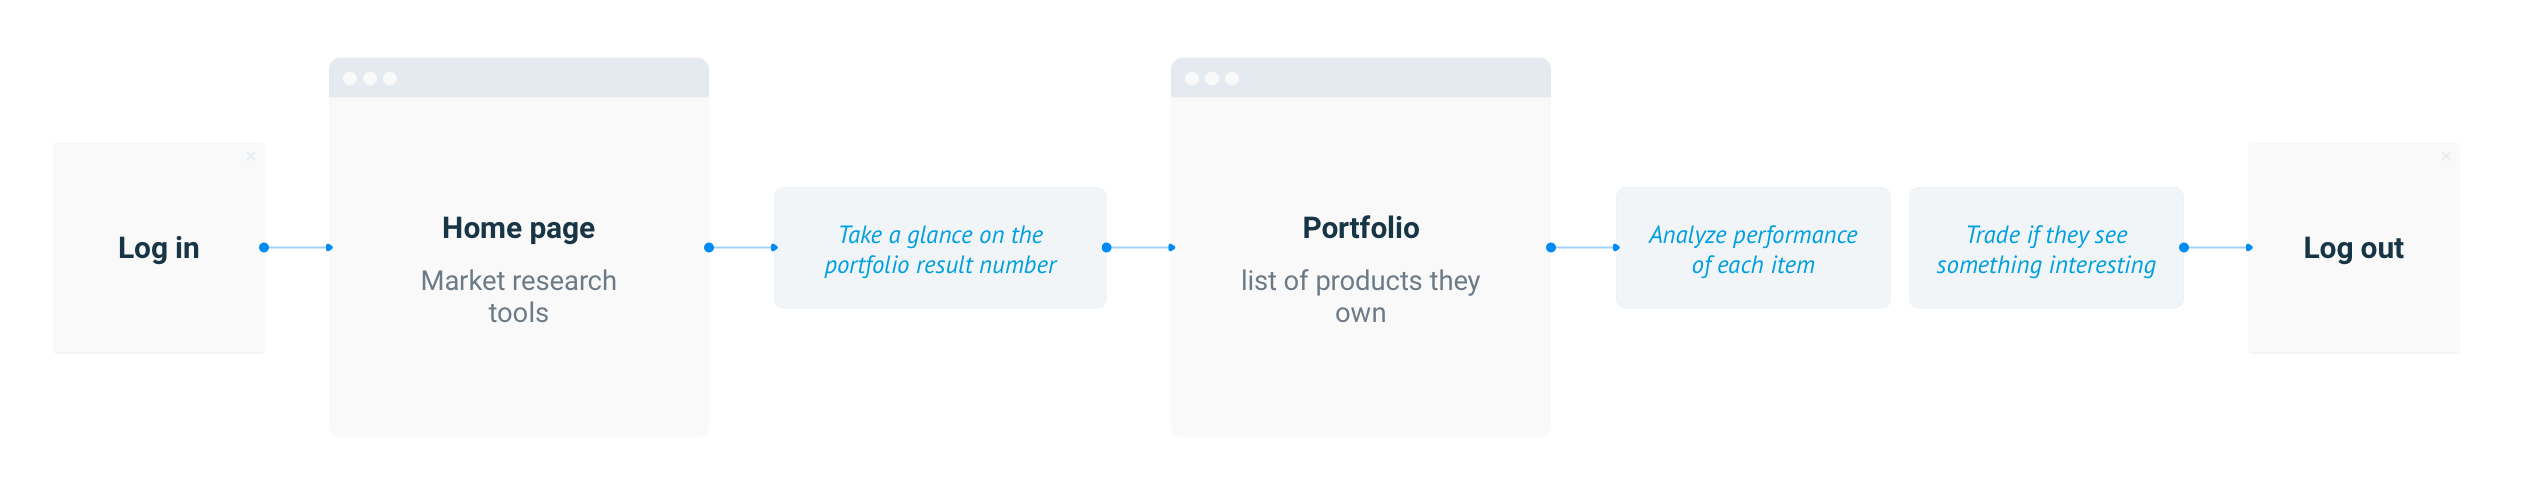 Log in
Home page
Market research
tools
Take a glance on the
portfolio result number
Portfolio
list of products they
own
Analyze performance
of each item
Trade if they see
something interesting
Log out